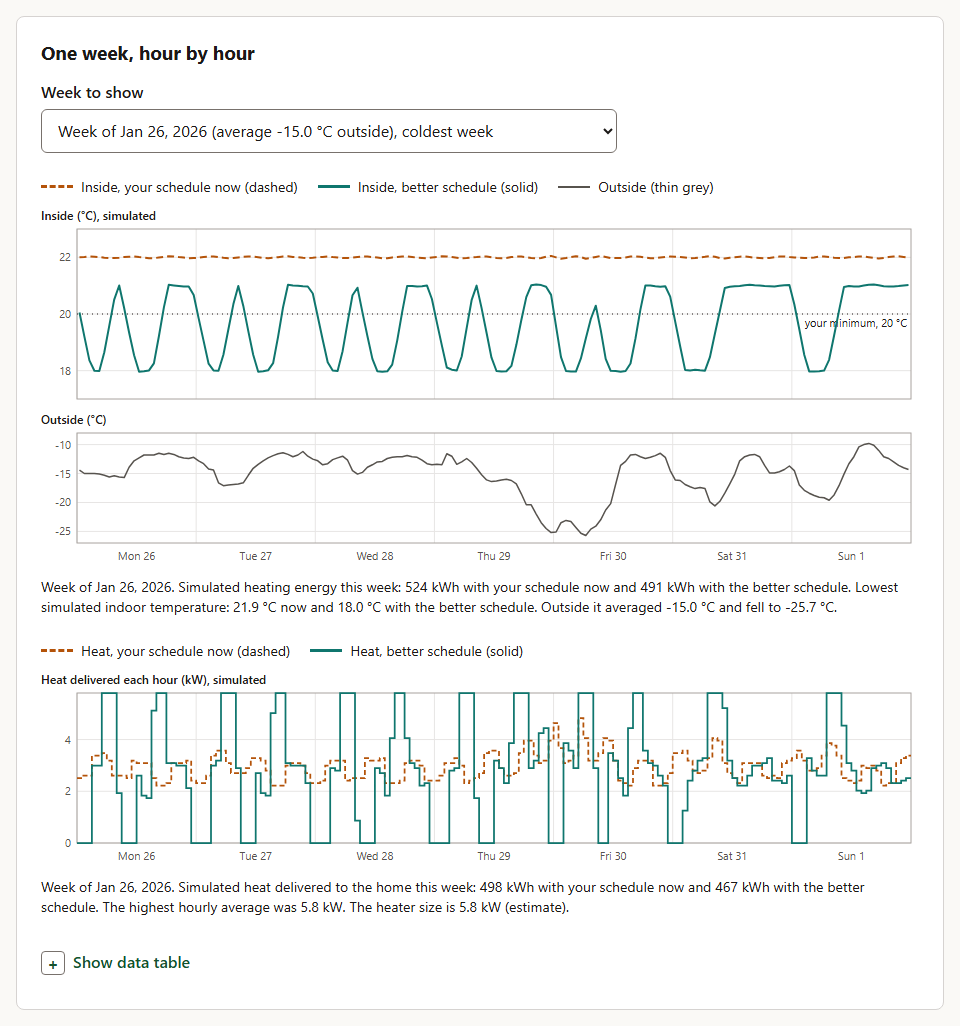 One week, hour by hour
Week to show
Week of Jan 26, 2026 (average -15.0 °C outside), coldest week
Inside, your schedule now (dashed)
Inside, better schedule (solid)
Outside (thin grey)
Inside (°C), simulated
22
20
your minimum, 20 °C
18
Outside (°C)
-10
-15
-20
-25
Mon 26
Tue 27
Wed 28
Thu 29
Fri 30
Sat 31
Sun 1
Week of Jan 26, 2026. Simulated heating energy this week: 524 kWh with your schedule now and 491 kWh with the better schedule. Lowest
simulated indoor temperature: 21.9 °C now and 18.0 °C with the better schedule. Outside it averaged -15.0 °C and fell to -25.7 °C.
Heat, your schedule now (dashed)
Heat, better schedule (solid)
Heat delivered each hour (kW), simulated
4
2
0
Mon 26
Tue 27
Wed 28
Thu 29
Fri 30
Sat 31
Sun 1
Week of Jan 26, 2026. Simulated heat delivered to the home this week: 498 kWh with your schedule now and 467 kWh with the better
schedule. The highest hourly average was 5.8 kW. The heater size is 5.8 kW (estimate).
+ Show data table